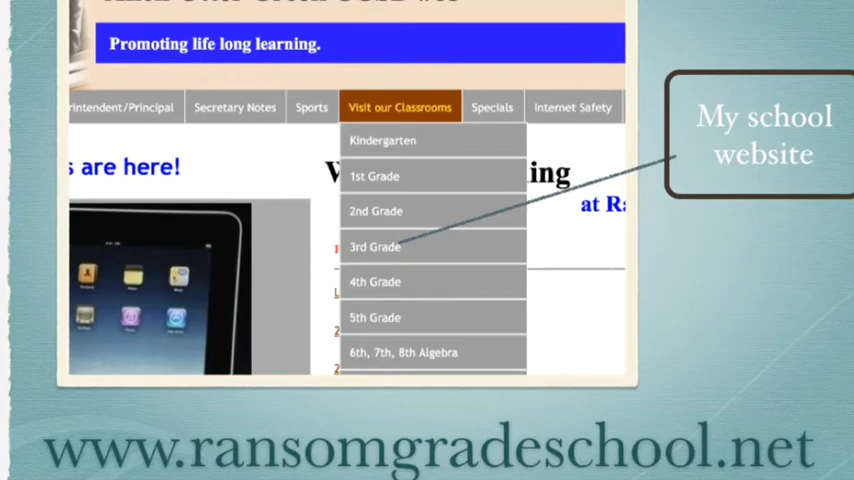 Promoting life long learning.
rintendent/Principal Secretary Notes Sports Visit our Classrooms Specials Internet Safety
Kindergarten
s are here!
1st Grade
ing
2nd Grade
at Ra
3rd Grade
4th Grade
5th Grade
6th, 7th, 8th Algebra
My school
website
www.ransomgradeschool.net